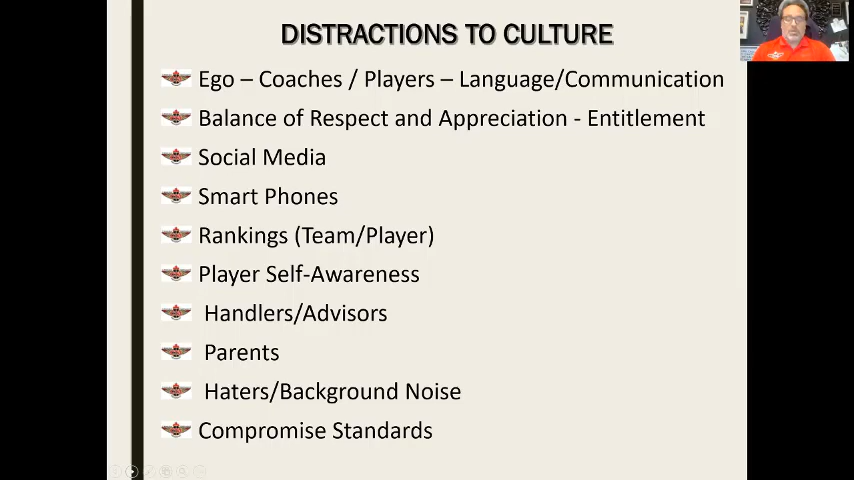 DISTRACTIONS TO CULTURE
Ego – Coaches / Players – Language/Communication
Balance of Respect and Appreciation - Entitlement
Social Media
Smart Phones
Rankings (Team/Player)
Player Self-Awareness
Handlers/Advisors
Parents
Haters/Background Noise
Compromise Standards